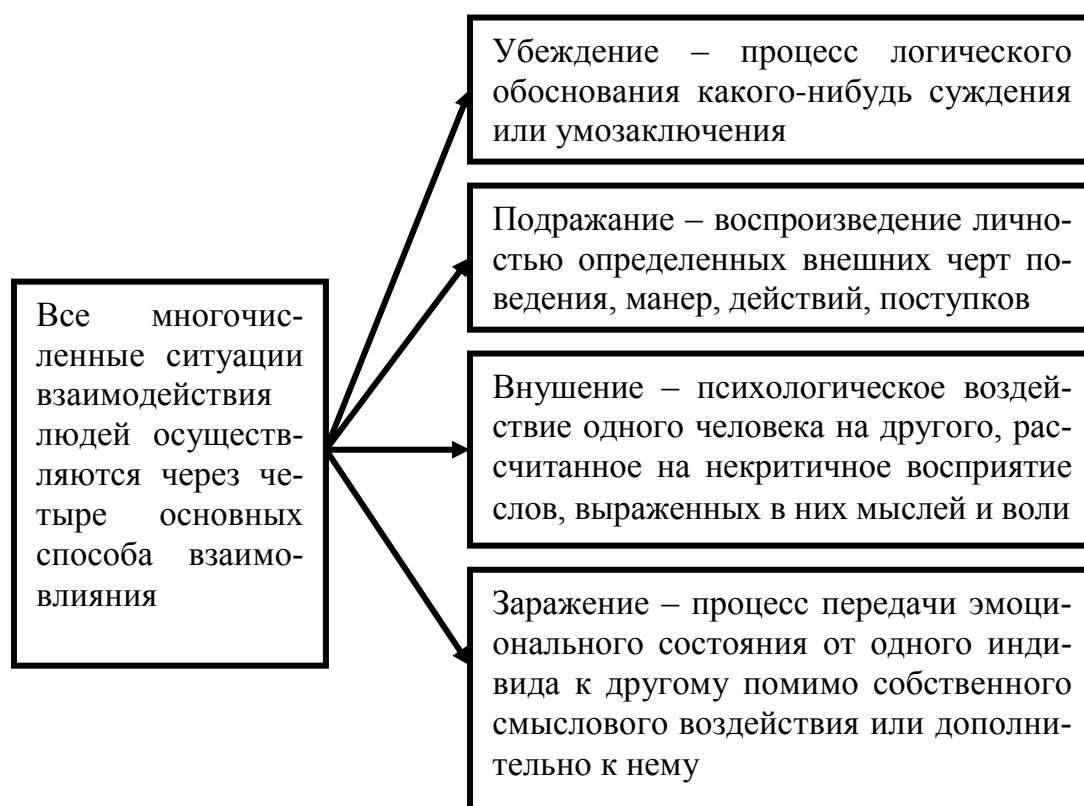 Все многочис-
ленные ситуации
взаимодействия
людей осуществ-
ляются через че-
тыре основных
способа взаимо-
влияния
Убеждение – процесс логического
обоснования какого-нибудь суждения
или умозаключения
Подражание – воспроизведение лично-
стью определенных внешних черт по-
ведения, манер, действий, поступков
Внушение – психологическое воздей-
ствие одного человека на другого, рас-
считанное на некритичное восприятие
слов, выраженных в них мыслей и воли
Заражение – процесс передачи эмоци-
онального состояния от одного инди-
вида к другому помимо собственного
смыслового воздействия или дополни-
тельно к нему